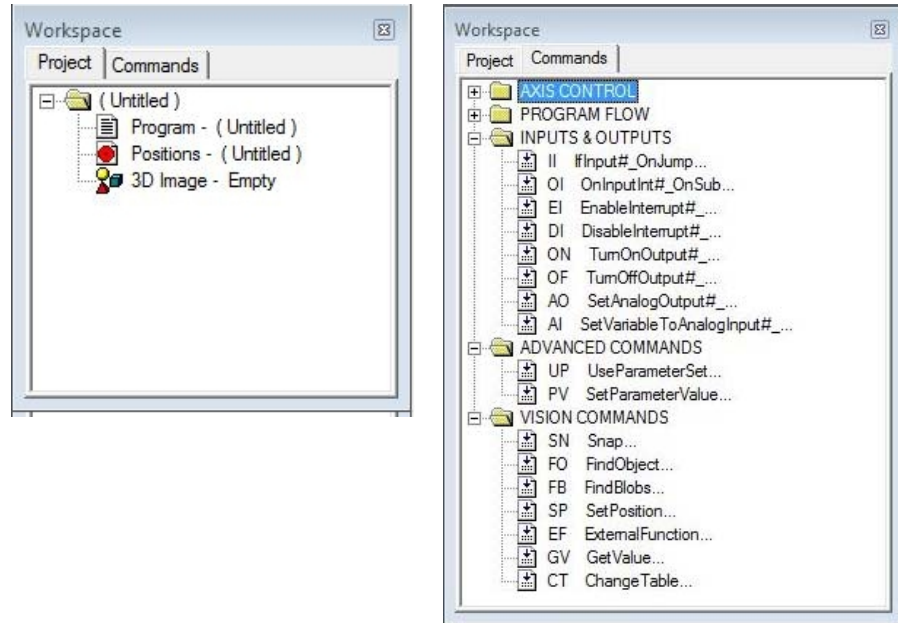 Workspace
Project Commands
( Untitled )
Program - ( Untitled )
Positions - ( Untitled )
3D Image - Empty
Workspace
Project Commands
AXIS CONTROL
PROGRAM FLOW
INPUTS & OUTPUTS
II IfInput#_OnJump...
OI OnInputInt#_OnSub...
EI EnableInterrupt#_...
DI DisableInterrupt#_...
ON TurnOnOutput#_...
OF TurnOffOutput#_...
AO SetAnalogOutput#_...
AI SetVariableToAnalogInput#_...
ADVANCED COMMANDS
UP UseParameterSet...
PV SetParameterValue...
VISION COMMANDS
SN Snap...
FO FindObject...
FB FindBlobs...
SP SetPosition...
EF ExternalFunction...
GV GetValue...
CT ChangeTable...